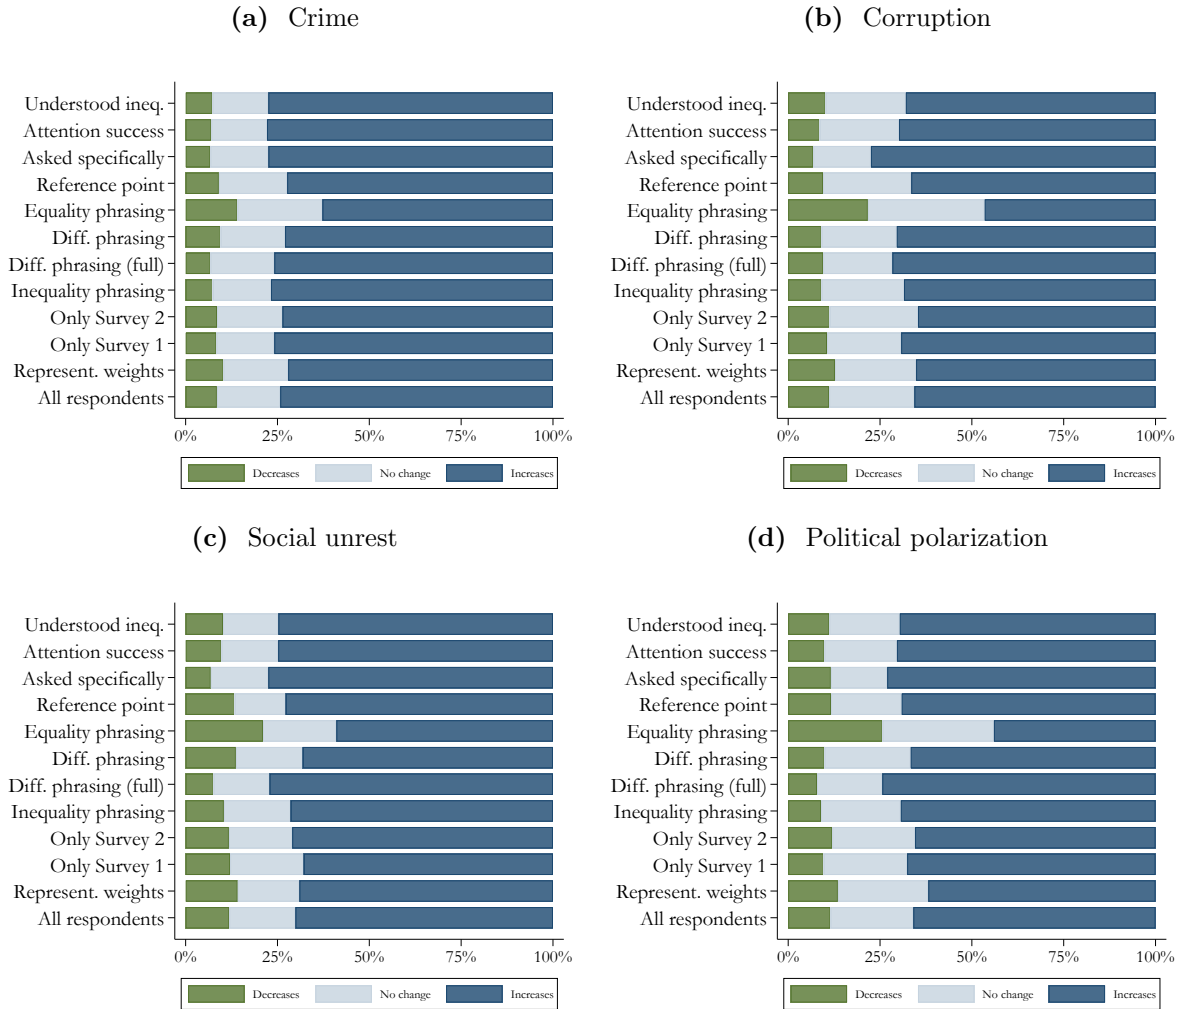 (a) Crime
Understood ineq.
Attention success
Asked specifically
Reference point
Equality phrasing
Diff. phrasing
Diff. phrasing (full)
Inequality phrasing
Only Survey 2
Only Survey 1
Represent. weights
All respondents
0% 25% 50% 75% 100%
Decreases No change Increases
(b) Corruption
Understood ineq.
Attention success
Asked specifically
Reference point
Equality phrasing
Diff. phrasing
Diff. phrasing (full)
Inequality phrasing
Only Survey 2
Only Survey 1
Represent. weights
All respondents
0% 25% 50% 75% 100%
Decreases No change Increases
(c) Social unrest
Understood ineq.
Attention success
Asked specifically
Reference point
Equality phrasing
Diff. phrasing
Diff. phrasing (full)
Inequality phrasing
Only Survey 2
Only Survey 1
Represent. weights
All respondents
0% 25% 50% 75% 100%
Decreases No change Increases
(d) Political polarization
Understood ineq.
Attention success
Asked specifically
Reference point
Equality phrasing
Diff. phrasing
Diff. phrasing (full)
Inequality phrasing
Only Survey 2
Only Survey 1
Represent. weights
All respondents
0% 25% 50% 75% 100%
Decreases No change Increases